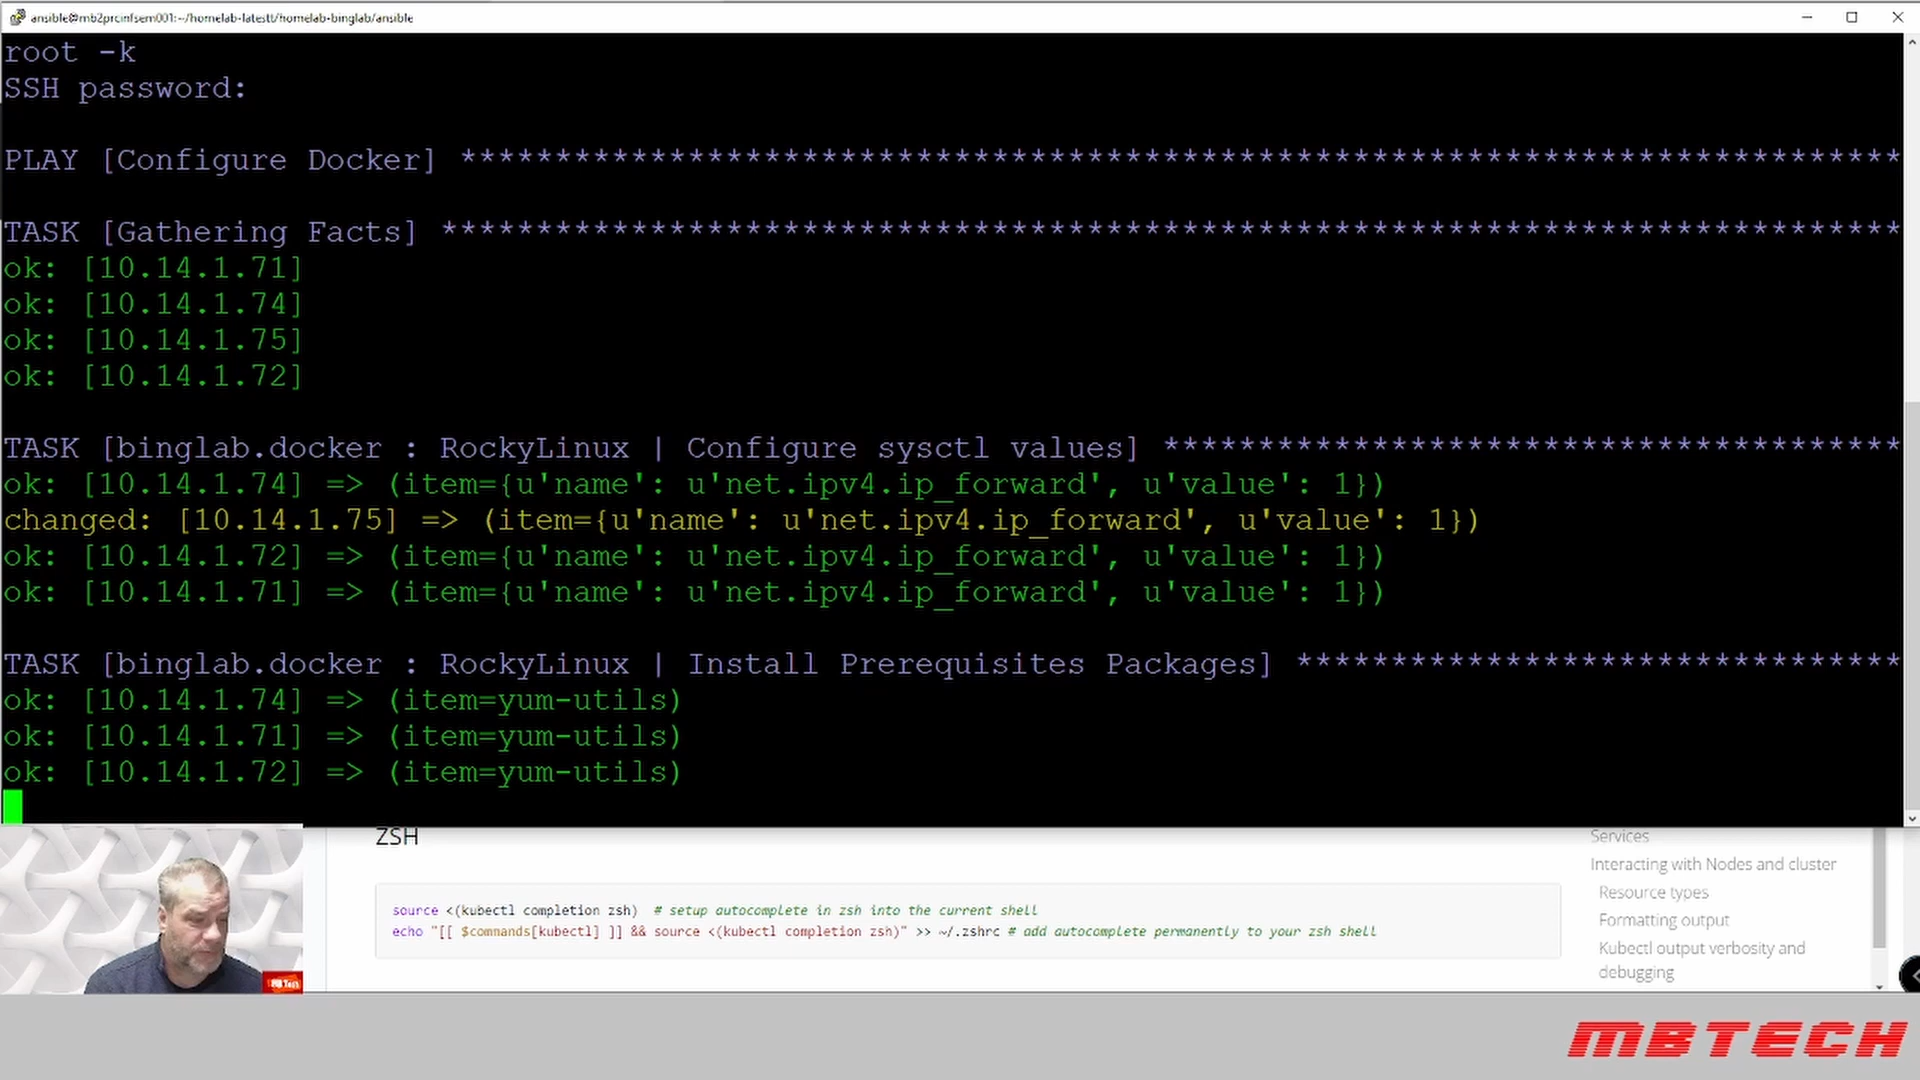 ansible@mb2prcinfsem001:~/homelab-latestt/homelab-binglab/ansible
root -k
SSH password:
PLAY [Configure Docker] ****************************************************************************
TASK [Gathering Facts] *****************************************************************************
ok: [10.14.1.71]
ok: [10.14.1.74]
ok: [10.14.1.75]
ok: [10.14.1.72]
TASK [binglab.docker : RockyLinux | Configure sysctl values] ***************************************
ok: [10.14.1.74] => (item={u'name': u'net.ipv4.ip_forward', u'value': 1})
changed: [10.14.1.75] => (item={u'name': u'net.ipv4.ip_forward', u'value': 1})
ok: [10.14.1.72] => (item={u'name': u'net.ipv4.ip_forward', u'value': 1})
ok: [10.14.1.71] => (item={u'name': u'net.ipv4.ip_forward', u'value': 1})
TASK [binglab.docker : RockyLinux | Install Prerequisites Packages] ********************************
ok: [10.14.1.74] => (item=yum-utils)
ok: [10.14.1.71] => (item=yum-utils)
ok: [10.14.1.72] => (item=yum-utils)
ZSH
source <(kubectl completion zsh)  # setup autocomplete in zsh into the current shell
echo "[[ $commands[kubectl] ]] && source <(kubectl completion zsh)" >> ~/.zshrc # add autocomplete permanently to your zsh shell
Services
Interacting with Nodes and cluster
Resource types
Formatting output
Kubectl output verbosity and
debugging
MB Tech
MBTECH